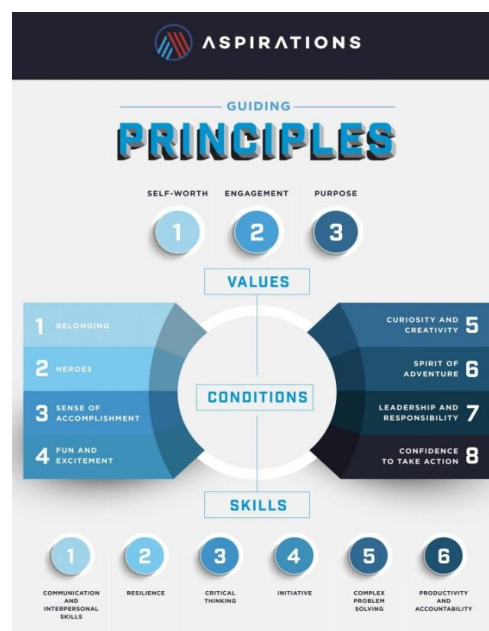 ASPIRATIONS
GUIDING
PRINCIPLES
SELF-WORTH ENGAGEMENT PURPOSE
1 2 3
VALUES
1 BELONGING
2 HEROES
3 SENSE OF
ACCOMPLISHMENT
4 FUN AND
EXCITEMENT
CONDITIONS
CURIOSITY AND
CREATIVITY 5
SPIRIT OF
ADVENTURE 6
LEADERSHIP AND
RESPONSIBILITY 7
CONFIDENCE
TO TAKE ACTION 8
SKILLS
1
COMMUNICATION
AND
INTERPERSONAL
SKILLS
2
RESILIENCE
3
CRITICAL
THINKING
4
INITIATIVE
5
COMPLEX
PROBLEM
SOLVING
6
PRODUCTIVITY
AND
ACCOUNTABILITY